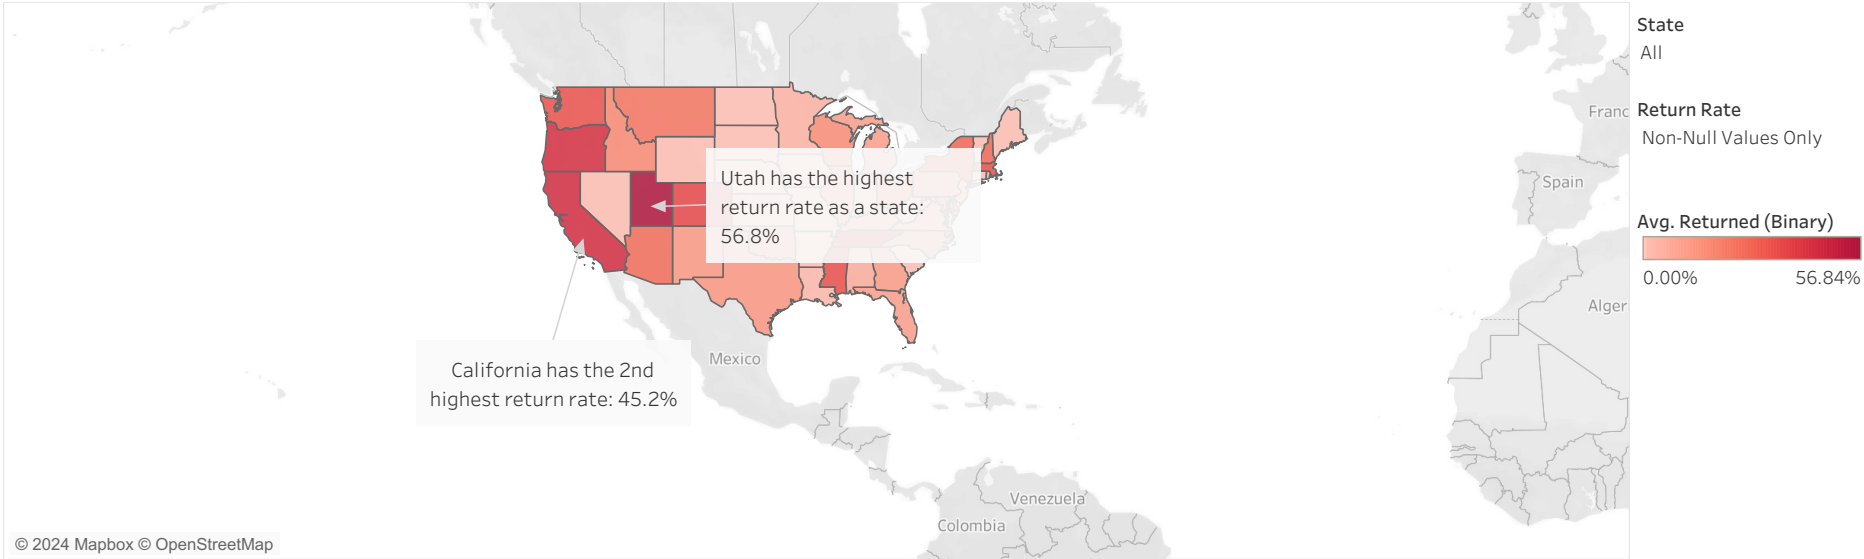 State
All
Return Rate
Non-Null Values Only
Avg. Returned (Binary)
0.00% 56.84%
Utah has the highest
return rate as a state:
56.8%
California has the 2nd
highest return rate: 45.2%
Mexico
Venezuela
Colombia
Franc
Spain
Alger
© 2024 Mapbox © OpenStreetMap